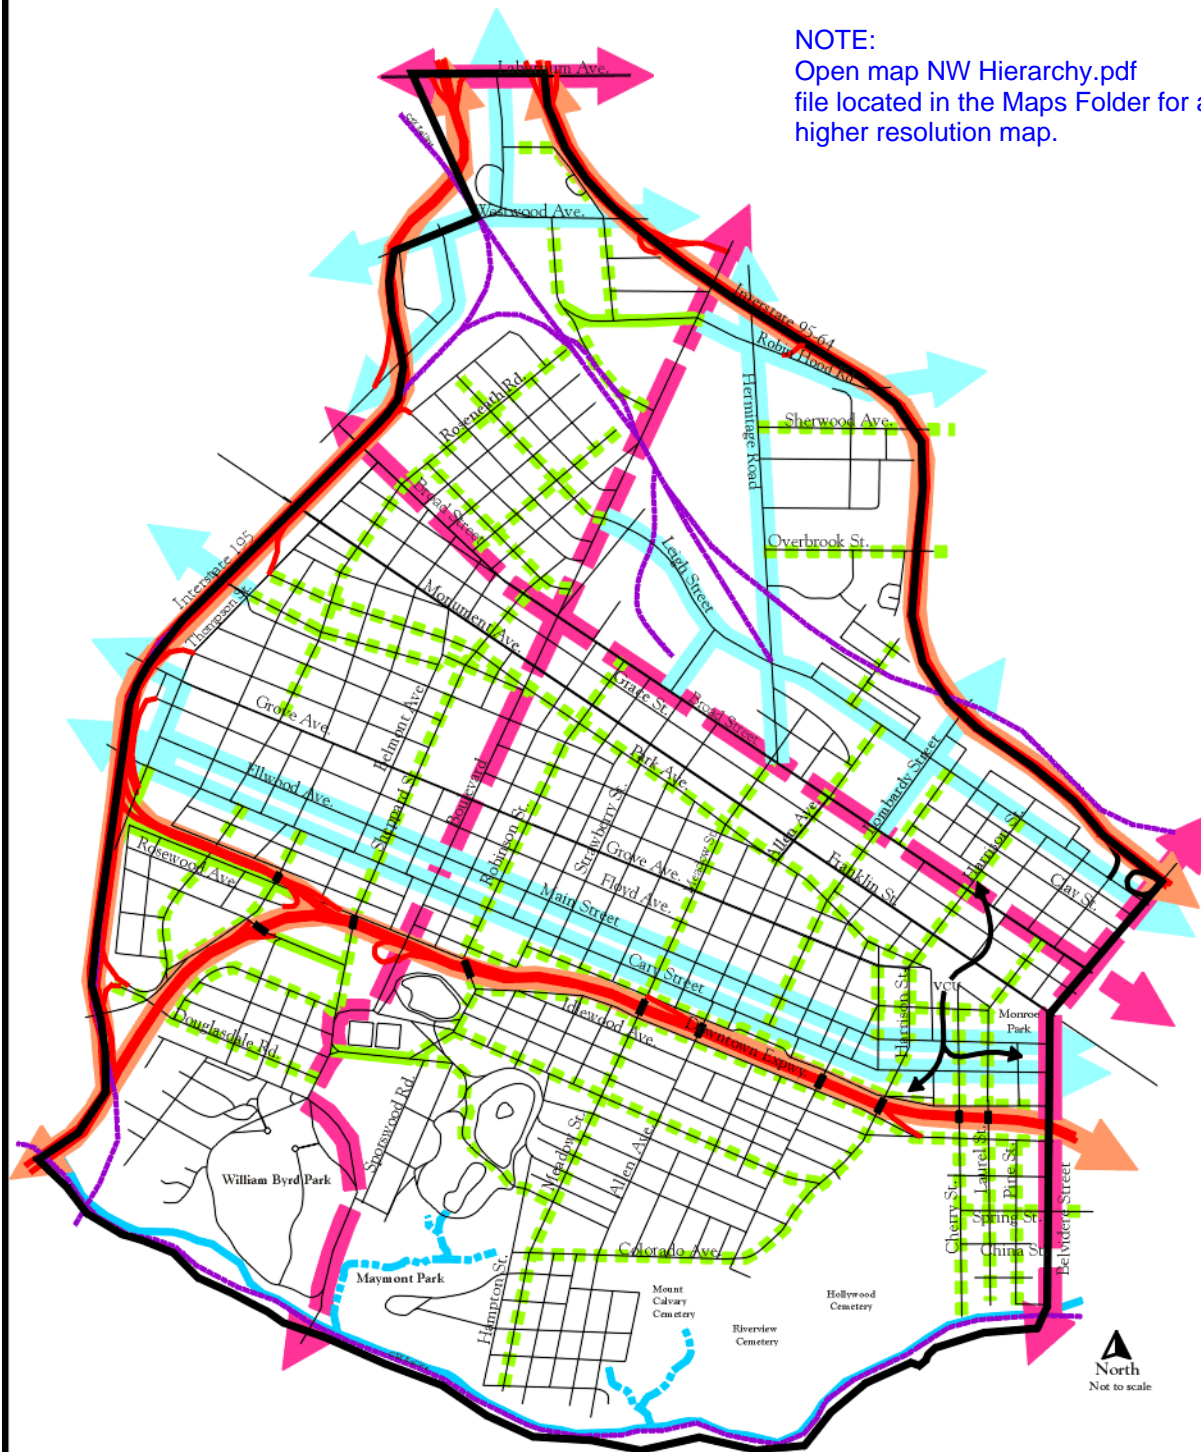 NOTE:
Open map NW Hierarchy.pdf
file located in the Maps Folder for a
higher resolution map.
Laburnum Ave.
Westwood Ave.
Interstate 95-64
Robin Hood Rd
Hermitage Road
Sherwood Ave.
Roseneath Rd.
Broad Street
Overbrook St.
Leigh Street
Interstate 195
Thompson St.
Monument Ave.
Grace St.
Broad Street
Grove Ave.
Belmont Ave
Park Ave.
Lombardy Street
Ellwood Ave.
Sheppard St.
Boulevard
Robinson St.
Strawberry St.
Allen Ave.
Harrison St.
Rosewood Ave
Grove Ave.
Floyd Ave.
Meadow St.
Franklin St.
Clay St.
Main Street
Cary Street
Harrison St.
VCU
Monroe
Park
Idlewood Ave.
Downtown Expwy.
Douglasdale Rd.
Sporswood Rd.
Meadow St.
Allen Ave.
William Byrd Park
Cherry St.
Laurel St.
Pine St.
Spring St.
China St.
Belvidere Street
Colorado Ave.
Maymont Park
Hampton St.
Mount
Calvary
Cemetery
Hollywood
Cemetery
Riverview
Cemetery
North
Not to scale